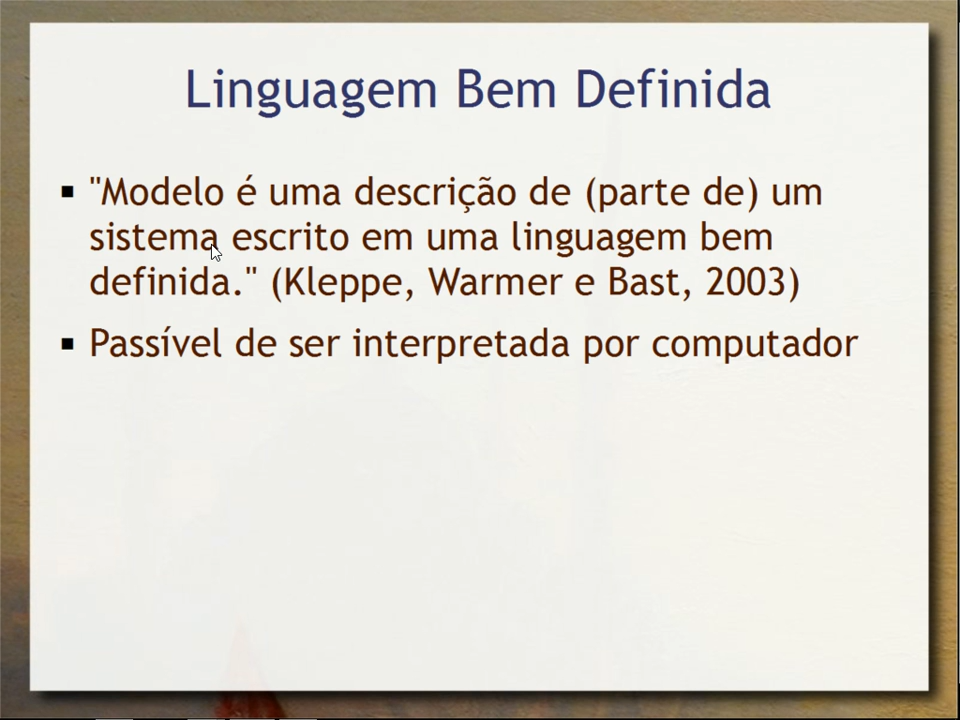 Linguagem Bem Definida
"Modelo é uma descrição de (parte de) um
sistema escrito em uma linguagem bem
definida." (Kleppe, Warmer e Bast, 2003)
Passível de ser interpretada por computador